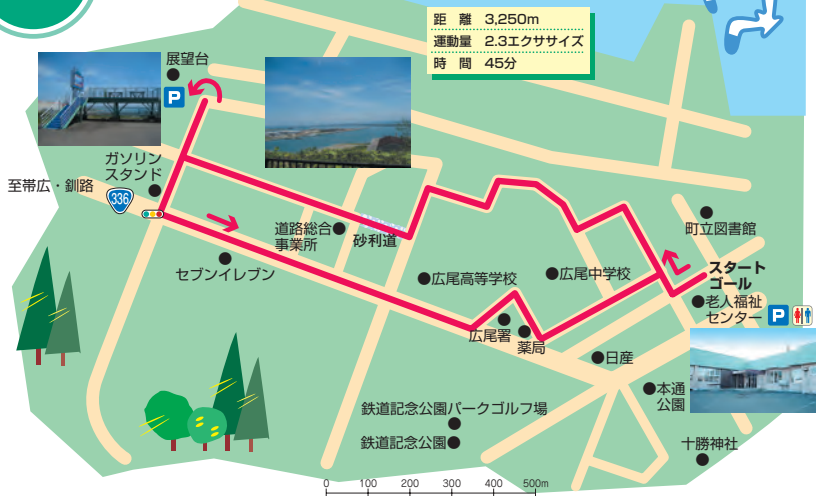 距　離　3,250m
運動量　2.3エクササイズ
時　間　45分
展望台
P
ガソリン
スタンド
至帯広・釧路
336
道路総合
事業所
砂利道
セブンイレブン
町立図書館
スタート
ゴール
広尾高等学校
広尾中学校
老人福祉
センター
P
広尾署
薬局
日産
本通
公園
鉄道記念公園パークゴルフ場
鉄道記念公園
十勝神社
0 100 200 300 400 500m